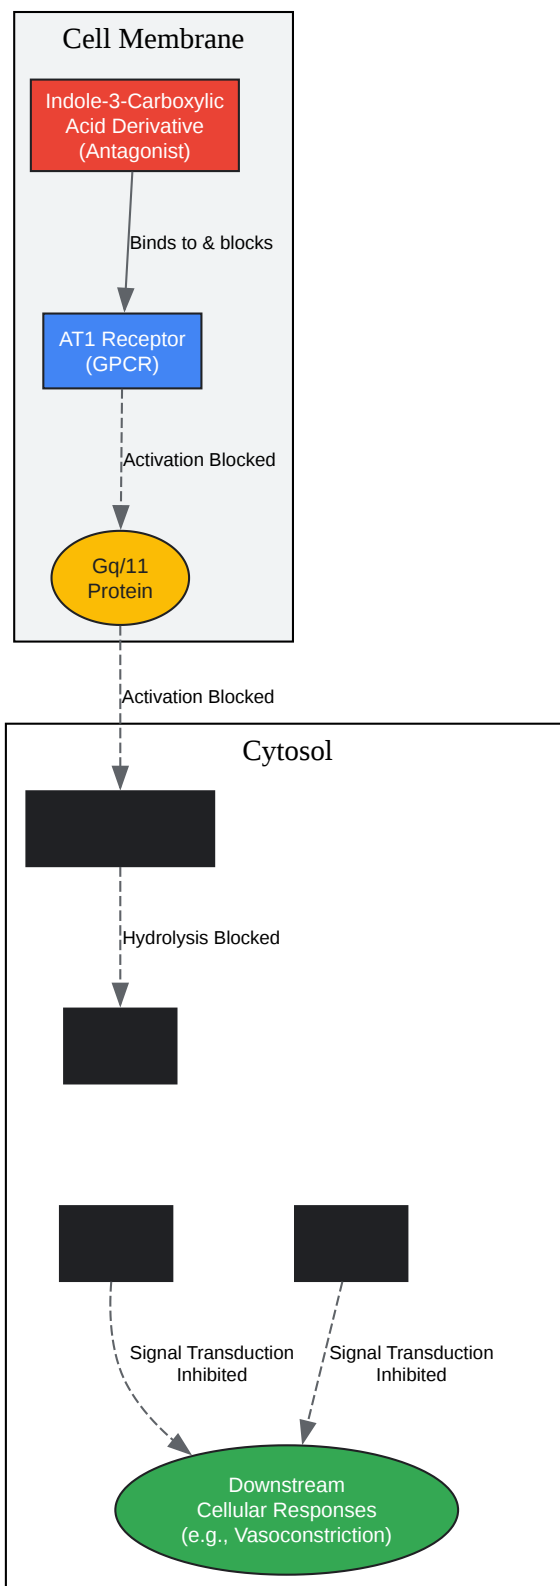 Cell Membrane
Indole-3-Carboxylic
Acid Derivative
(Antagonist)
Binds to & blocks
AT1 Receptor
(GPCR)
Activation Blocked
Gq/11
Protein
Activation Blocked
Cytosol
Hydrolysis Blocked
Signal Transduction
Inhibited
Signal Transduction
Inhibited
Downstream
Cellular Responses
(e.g., Vasoconstriction)